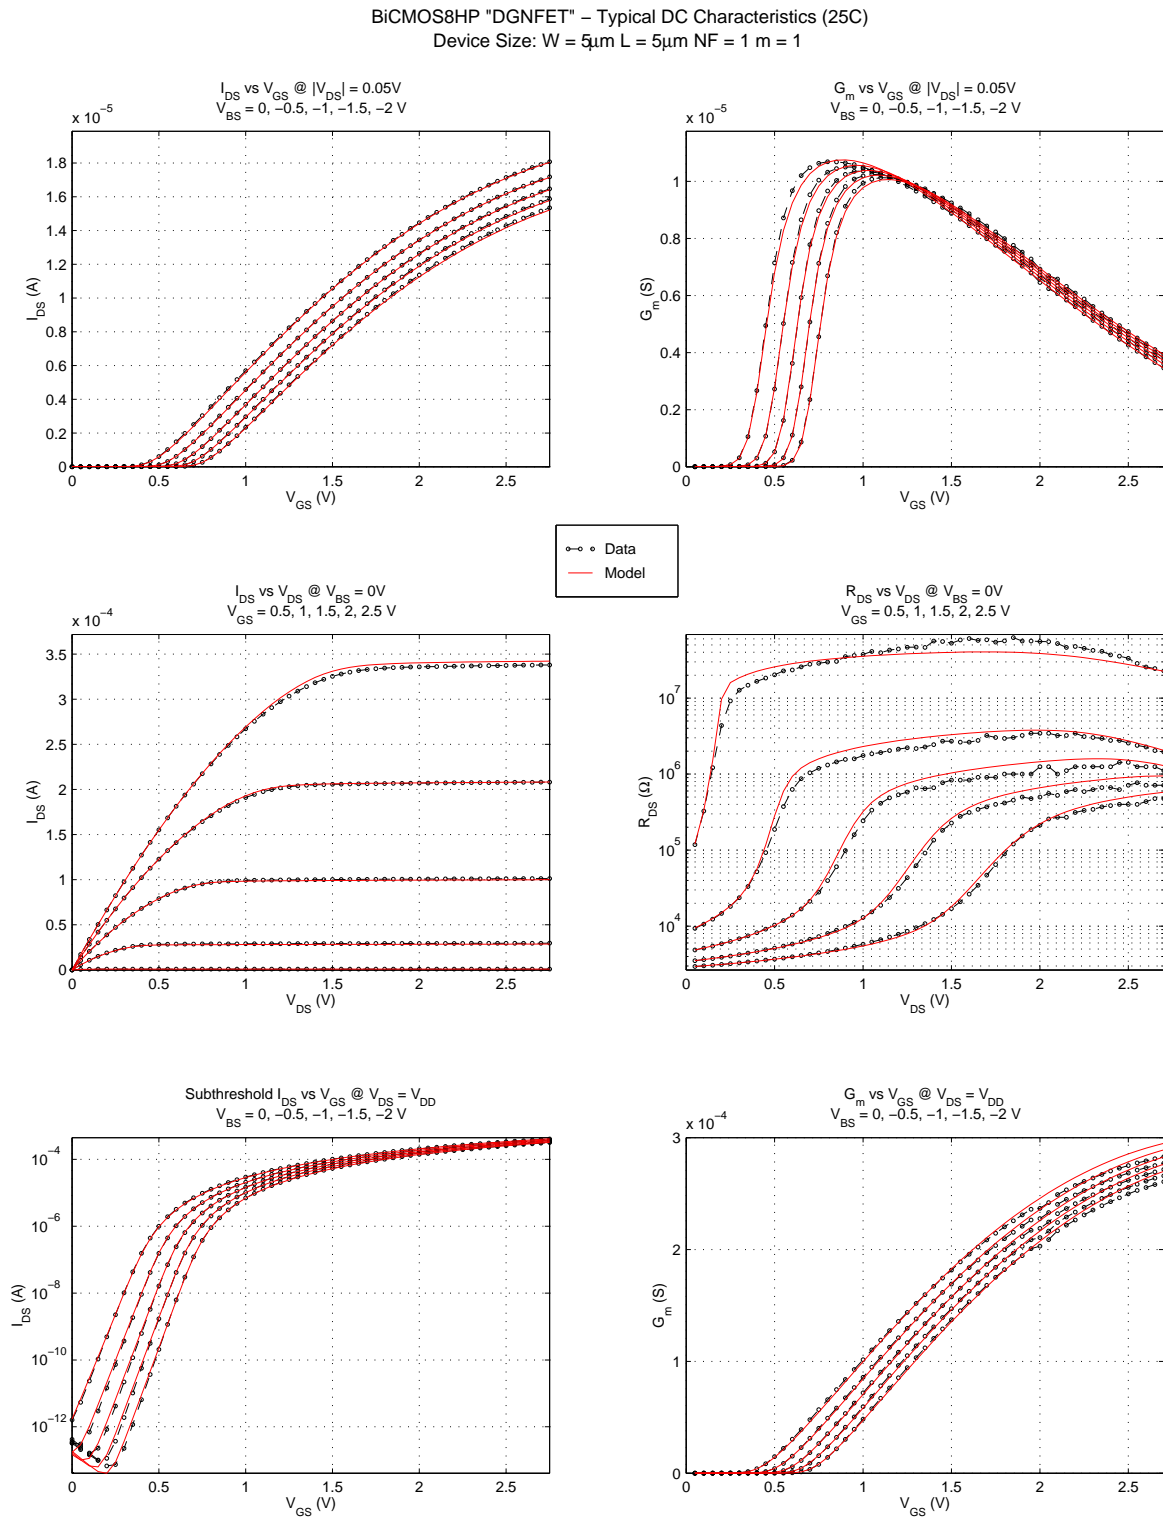 BiCMOS8HP "DGNFET" − Typical DC Characteristics (25C)
Device Size: W = 5μm L = 5μm NF = 1 m = 1
I_DS vs V_GS @ |V_DS| = 0.05V
V_BS = 0, −0.5, −1, −1.5, −2 V
x 10^−5
1.8
1.6
1.4
1.2
1
0.8
0.6
0.4
0.2
0
I_DS (A)
0 0.5 1 1.5 2 2.5
V_GS (V)
G_m vs V_GS @ |V_DS| = 0.05V
V_BS = 0, −0.5, −1, −1.5, −2 V
x 10^−5
1
0.8
0.6
0.4
0.2
0
G_m (S)
0 0.5 1 1.5 2 2.5
V_GS (V)
Data
Model
I_DS vs V_DS @ V_BS = 0V
V_GS = 0.5, 1, 1.5, 2, 2.5 V
x 10^−4
3.5
3
2.5
2
1.5
1
0.5
0
I_DS (A)
0 0.5 1 1.5 2 2.5
V_DS (V)
R_DS vs V_DS @ V_BS = 0V
V_GS = 0.5, 1, 1.5, 2, 2.5 V
10^7
10^6
10^5
10^4
R_DS (Ω)
0 0.5 1 1.5 2 2.5
V_DS (V)
Subthreshold I_DS vs V_GS @ V_DS = V_DD
V_BS = 0, −0.5, −1, −1.5, −2 V
10^−4
10^−6
10^−8
10^−10
10^−12
I_DS (A)
0 0.5 1 1.5 2 2.5
V_GS (V)
G_m vs V_GS @ V_DS = V_DD
V_BS = 0, −0.5, −1, −1.5, −2 V
x 10^−4
3
2
1
0
G_m (S)
0 0.5 1 1.5 2 2.5
V_GS (V)